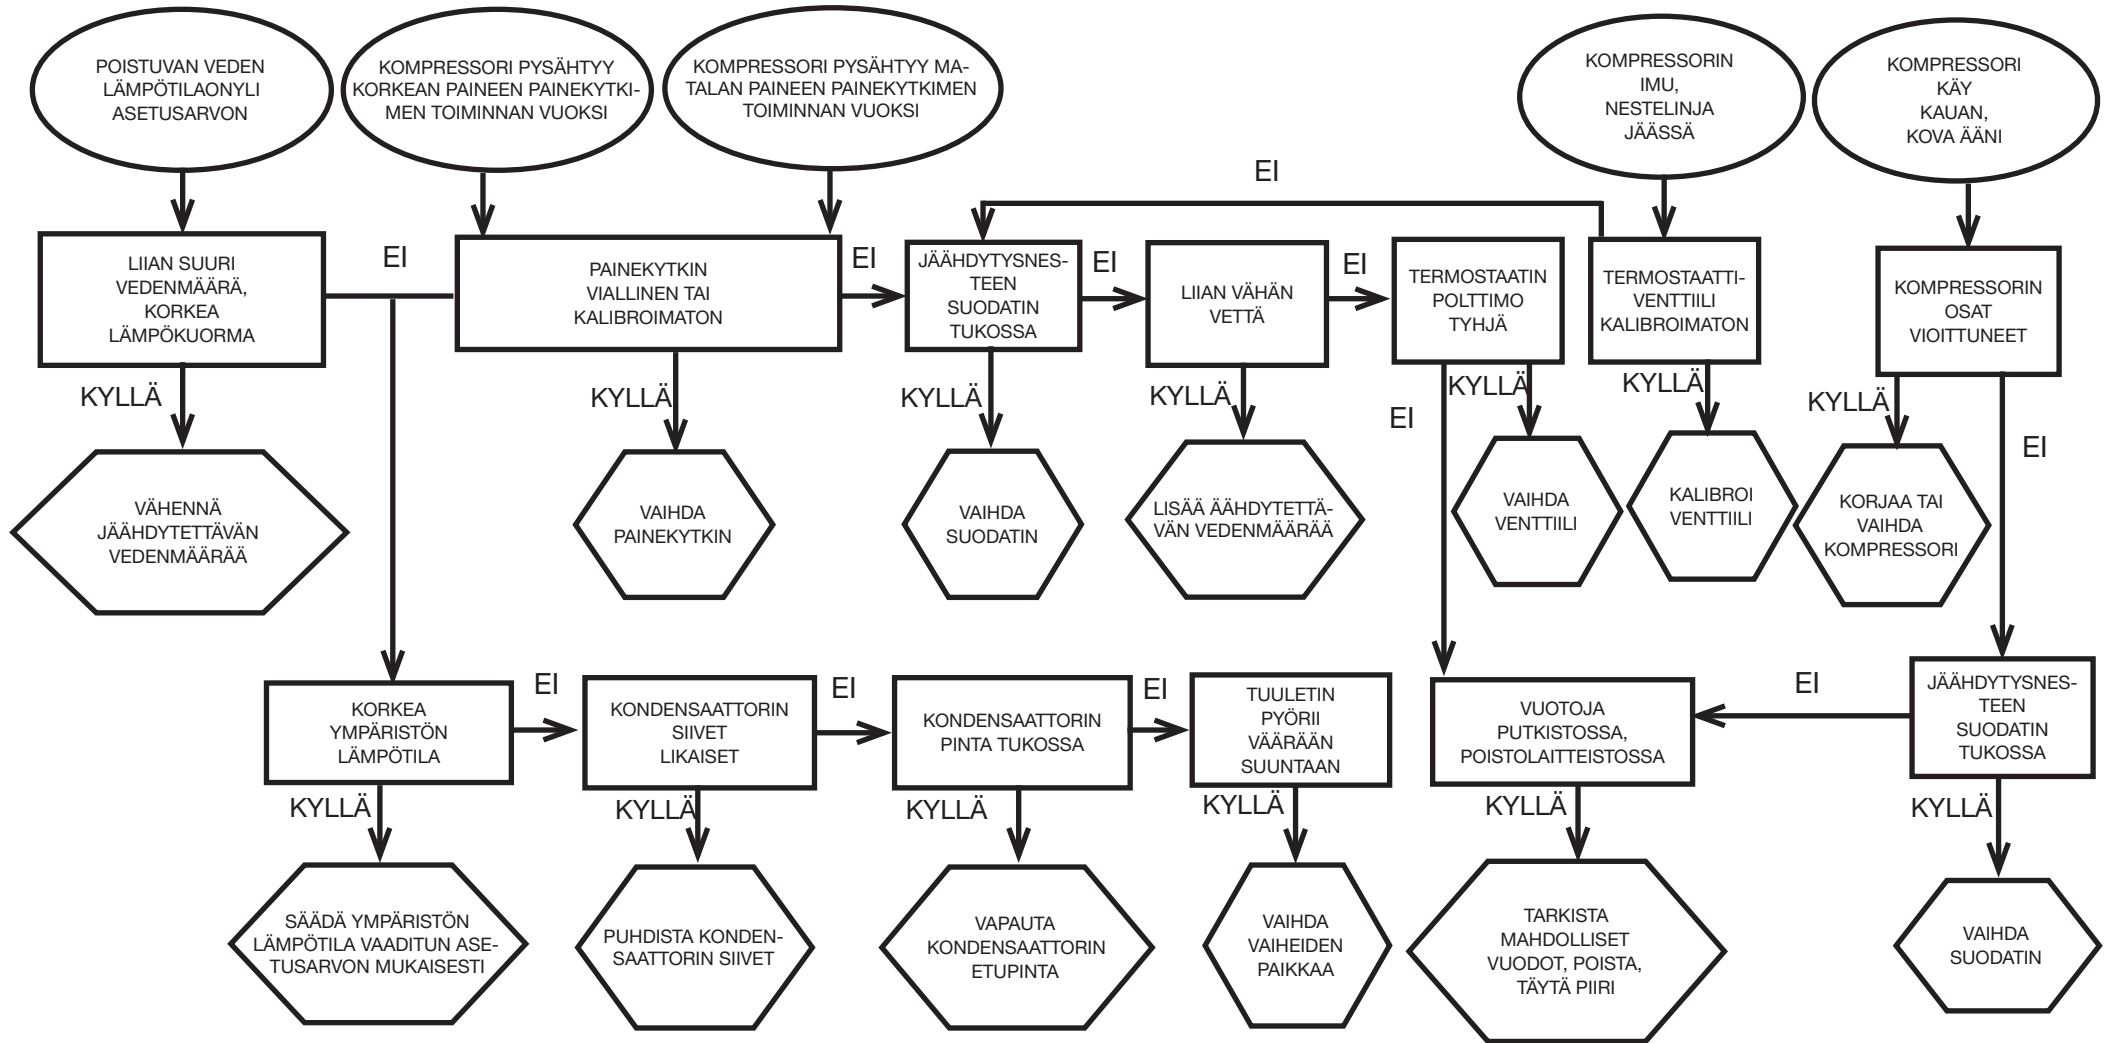 POISTUVAN VEDEN
LÄMPÖTILAONYLI
ASETUSARVON
KOMPRESSORI PYSÄHTYY
KORKEAN PAINEEN PAINEKYTKI-
MEN TOIMINNAN VUOKSI
KOMPRESSORI PYSÄHTYY MA-
TALAN PAINEEN PAINEKYTKIMEN
TOIMINNAN VUOKSI
KOMPRESSORIN
IMU,
NESTELINJA
JÄÄSSÄ
KOMPRESSORI
KÄY
KAUAN,
KOVA ÄÄNI
EI
LIIAN SUURI
VEDENMÄÄRÄ,
KORKEA
LÄMPÖKUORMA
EI
PAINEKYTKIN
VIALLINEN TAI
KALIBROIMATON
EI
JÄÄHDYTYSNES-
TEEN
SUODATIN
TUKOSSA
EI
LIIAN VÄHÄN
VETTÄ
EI
TERMOSTAATIN
POLTTIMO
TYHJÄ
TERMOSTAATTI-
VENTTIILI
KALIBROIMATON
KOMPRESSORIN
OSAT
VIOITTUNEET
KYLLÄ
KYLLÄ
KYLLÄ
KYLLÄ
EI
KYLLÄ
KYLLÄ
KYLLÄ
EI
VÄHENNÄ
JÄÄHDYTETTÄVÄN
VEDENMÄÄRÄÄ
VAIHDA
PAINEKYTKIN
VAIHDA
SUODATIN
LISÄÄ ÄÄHDYTETTÄ-
VÄN VEDENMÄÄRÄÄ
VAIHDA
VENTTIILI
KALIBROI
VENTTIILI
KORJAA TAI
VAIHDA
KOMPRESSORI
KORKEA
YMPÄRISTÖN
LÄMPÖTILA
EI
KONDENSAATTORIN
SIIVET
LIKAISET
EI
KONDENSAATTORIN
PINTA TUKOSSA
EI
TUULETIN
PYÖRII
VÄÄRÄÄN
SUUNTAAN
VUOTOJA
PUTKISTOSSA,
POISTOLAITTEISTOSSA
EI
JÄÄHDYTYSNES-
TEEN
SUODATIN
TUKOSSA
KYLLÄ
KYLLÄ
KYLLÄ
KYLLÄ
KYLLÄ
KYLLÄ
SÄÄDÄ YMPÄRISTÖN
LÄMPÖTILA VAADITUN ASE-
TUSARVON MUKAISESTI
PUHDISTA KONDEN-
SAATTORIN SIIVET
VAPAUTA
KONDENSAATTORIN
ETUPINTA
VAIHDA
VAIHEIDEN
PAIKKAA
TARKISTA
MAHDOLLISET
VUODOT, POISTA,
TÄYTÄ PIIRI
VAIHDA
SUODATIN